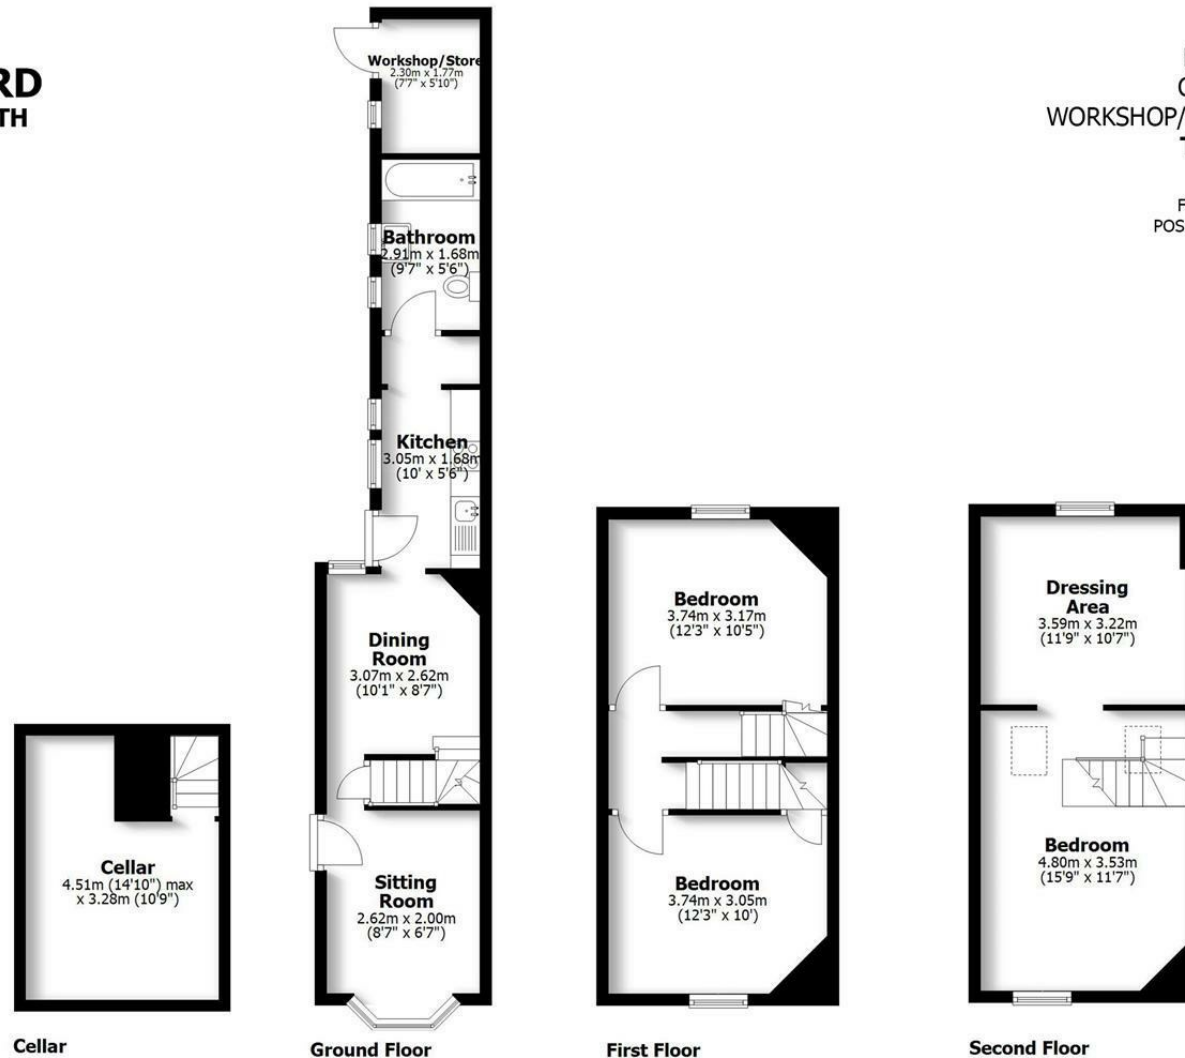 RD
TH
WORKSHOP/
POS
Workshop/Store
2.30m x 1.77m
(7'7" x 5'10")
Bathroom
2.91m x 1.68m
(9'7" x 5'6")
Kitchen
3.05m x 1.68m
(10' x 5'6")
Dining
Room
3.07m x 2.62m
(10'1" x 8'7")
Sitting
Room
2.62m x 2.00m
(8'7" x 6'7")
Cellar
4.51m (14'10") max
x 3.28m (10'9")
Bedroom
3.74m x 3.17m
(12'3" x 10'5")
Bedroom
3.74m x 3.05m
(12'3" x 10')
Dressing
Area
3.59m x 3.22m
(11'9" x 10'7")
Bedroom
4.80m x 3.53m
(15'9" x 11'7")
Cellar
Ground Floor
First Floor
Second Floor